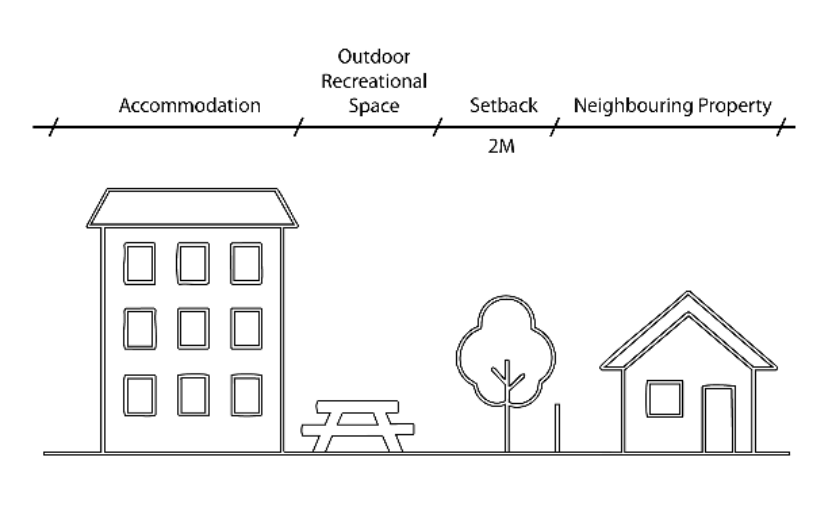 Outdoor
Recreational
Space
Accommodation
Setback
Neighbouring Property
2M